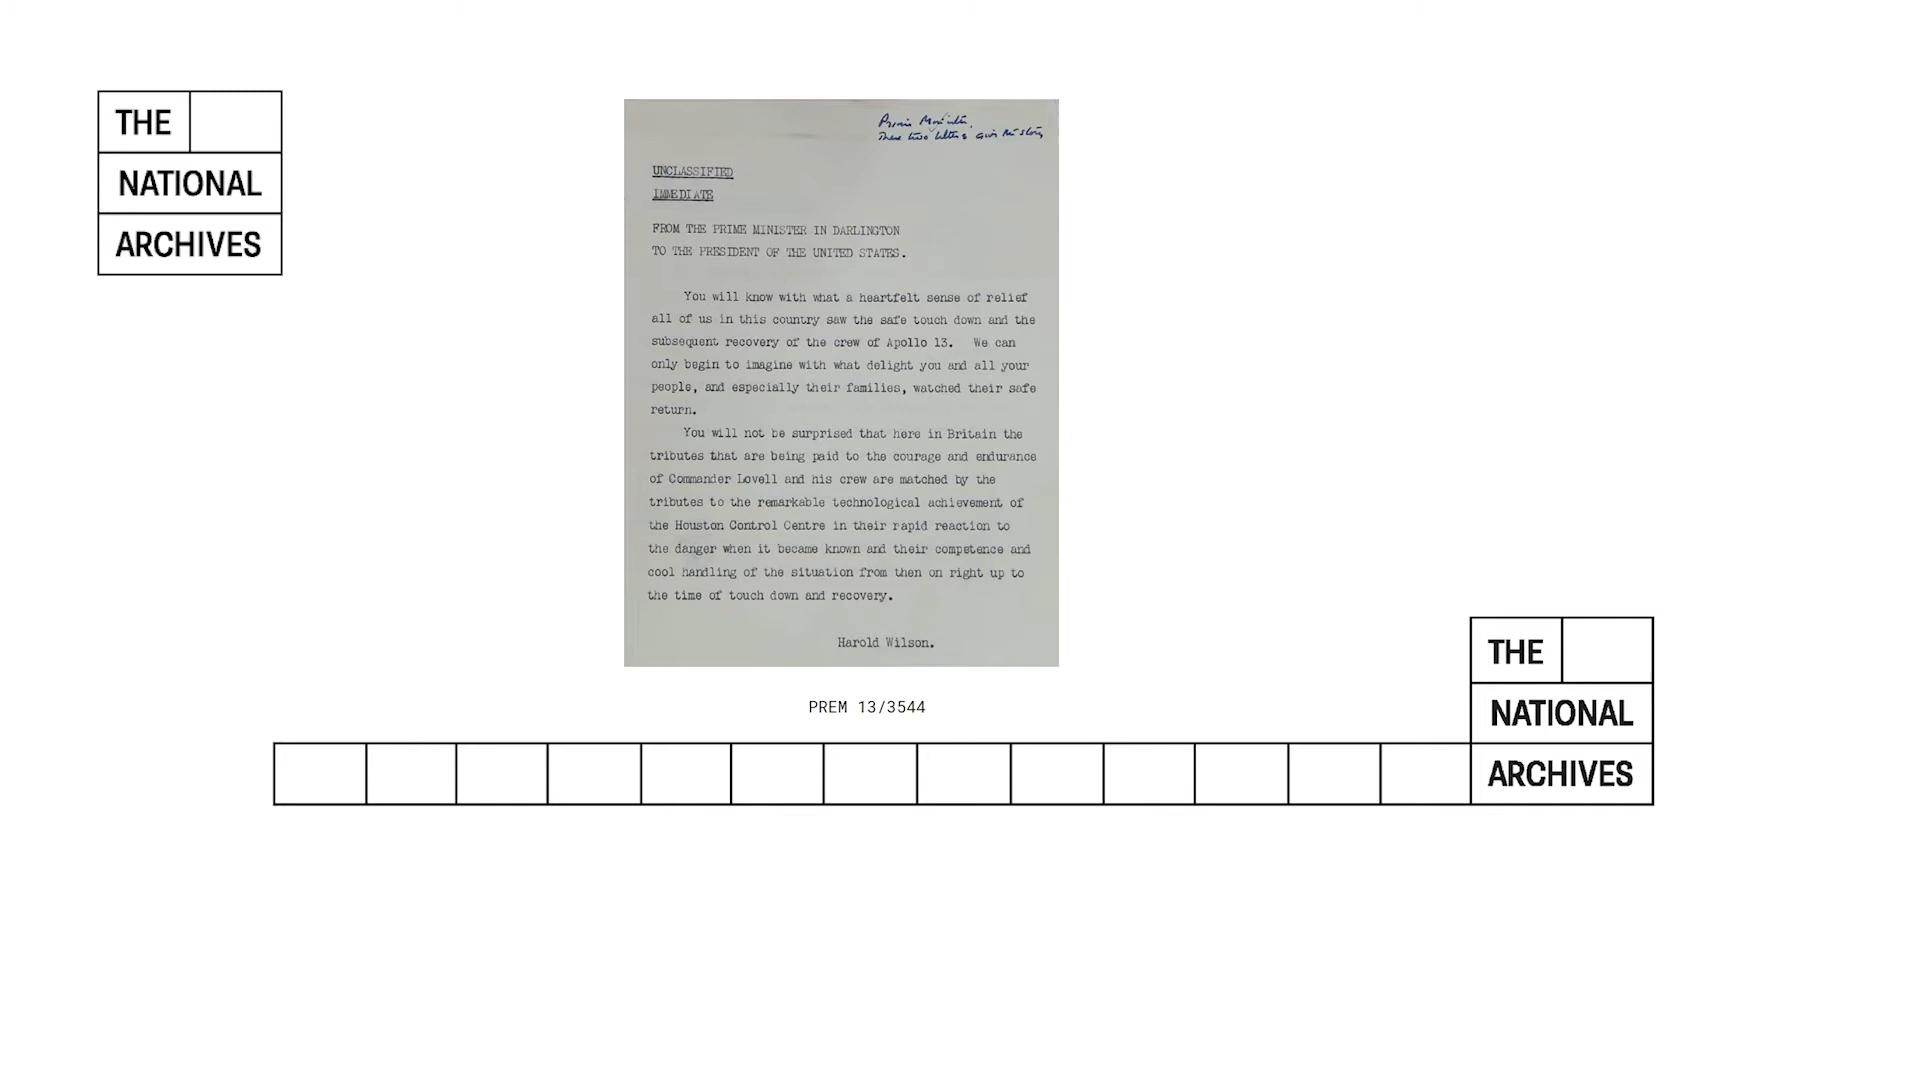 THE
NATIONAL
ARCHIVES
Prime Minister,
These two letters give the story
UNCLASSIFIED
IMMEDIATE
FROM THE PRIME MINISTER IN DARLINGTON
TO THE PRESIDENT OF THE UNITED STATES.
You will know with what a heartfelt sense of relief
all of us in this country saw the safe touch down and the
subsequent recovery of the crew of Apollo 13. We can
only begin to imagine with what delight you and all your
people, and especially their families, watched their safe
return.
You will not be surprised that here in Britain the
tributes that are being paid to the courage and endurance
of Commander Lovell and his crew are matched by the
tributes to the remarkable technological achievement of
the Houston Control Centre in their rapid reaction to
the danger when it became known and their competence and
cool handling of the situation from then on right up to
the time of touch down and recovery.
Harold Wilson.
PREM 13/3544
THE
NATIONAL
ARCHIVES